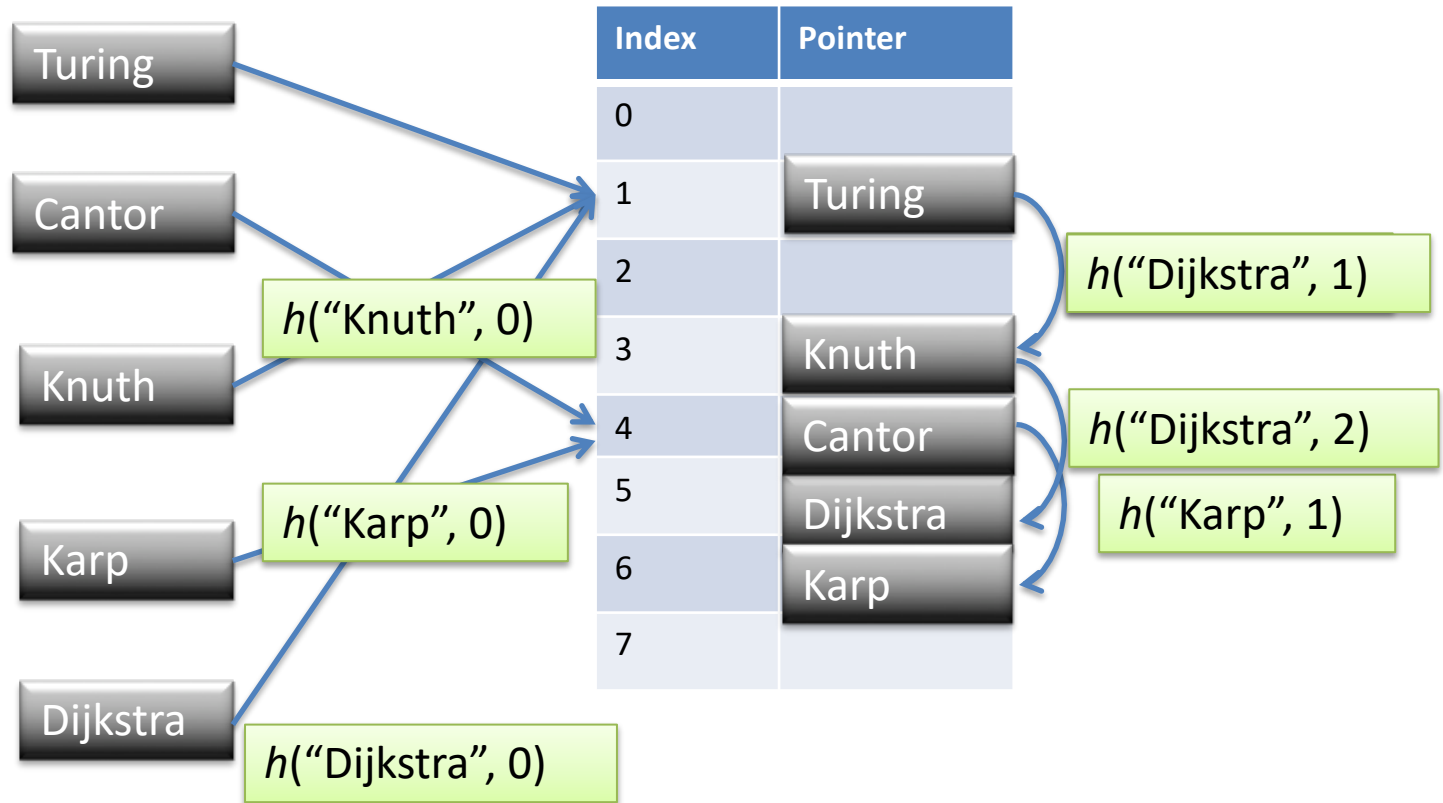 Turing
Cantor
Knuth
Karp
Dijkstra
h(“Knuth”, 0)
h(“Karp”, 0)
h(“Dijkstra”, 0)
Index Pointer
0
1 Turing
2
3 Knuth
4 Cantor
5 Dijkstra
6 Karp
7
h(“Dijkstra”, 1)
h(“Dijkstra”, 2)
h(“Karp”, 1)